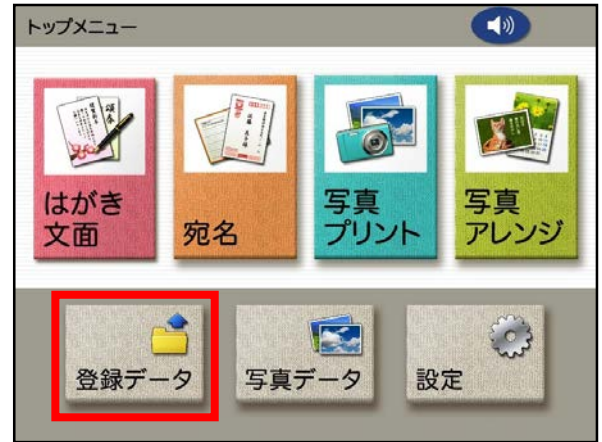 トップメニュー
はがき
文面
宛名
写真
プリント
写真
アレンジ
登録データ
写真データ
設定